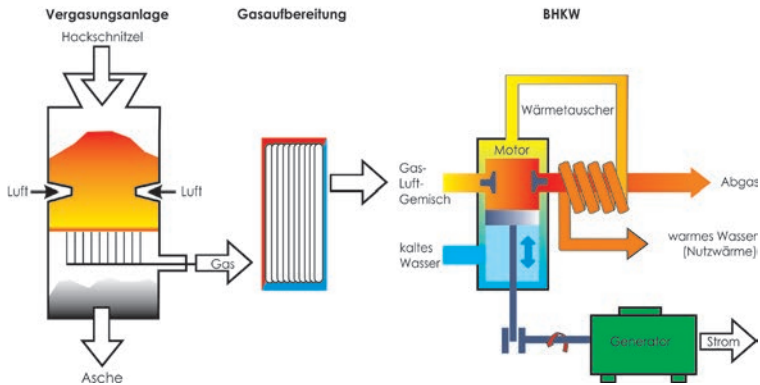 Vergasungsanlage
Gasaufbereitung
BHKW
Hackschnitzel
Wärmetauscher
Motor
Luft
Luft
Gas-
Luft-
Gemisch
Abgas
kaltes
Wasser
warmes Wasser
(Nutzwärme)
Gas
Generator
Strom
Asche